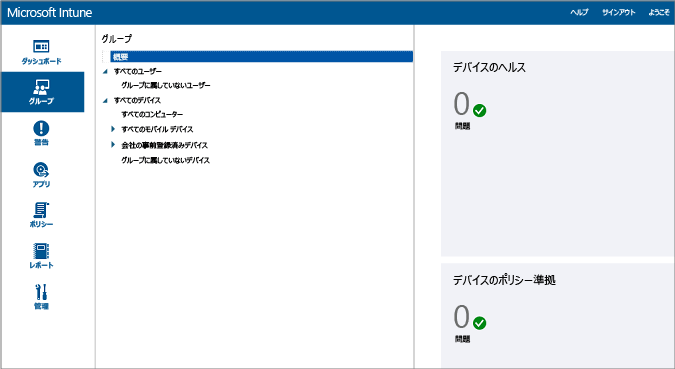 Microsoft Intune
ヘルプ サインアウト ようこそ
ダッシュボード
グループ
警告
アプリ
ポリシー
レポート
管理
グループ
概要
すべてのユーザー
グループに属していないユーザー
すべてのデバイス
すべてのコンピューター
すべてのモバイル デバイス
会社の事前登録済みデバイス
グループに属していないデバイス
デバイスのヘルス
0
問題
デバイスのポリシー準拠
0
問題